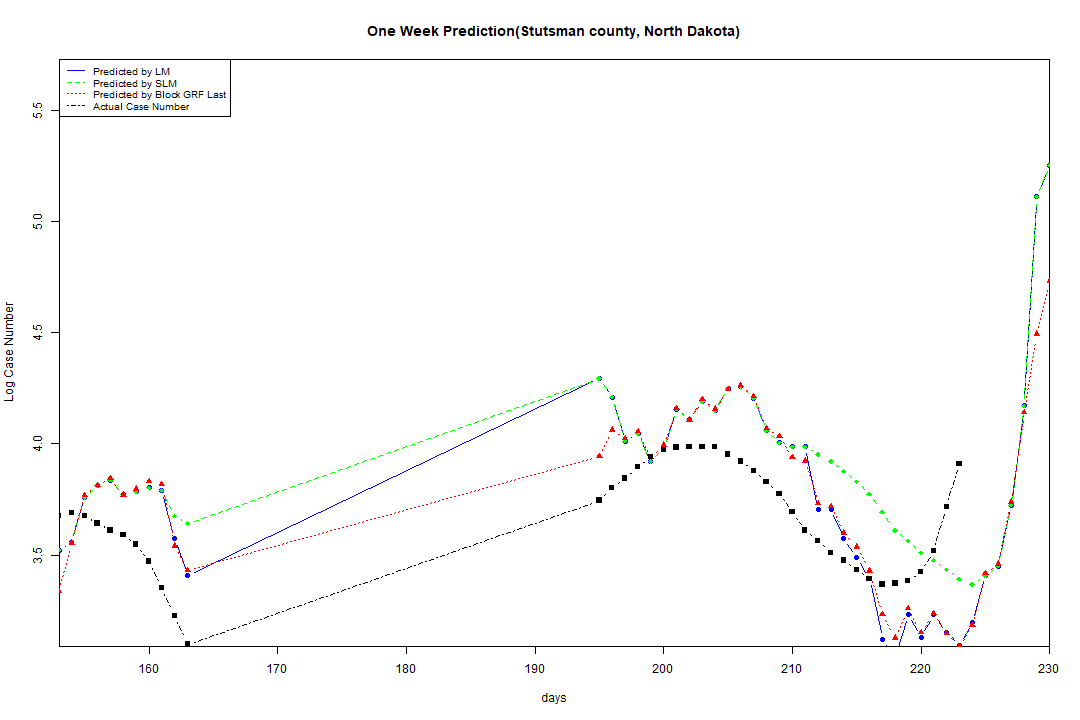 One Week Prediction(Stutsman county, North Dakota)
Predicted by LM
Predicted by SLM
Predicted by Block GRF Last
Actual Case Number
5.5
5.0
4.5
4.0
3.5
Log Case Number
160 170 180 190 200 210 220 230
days